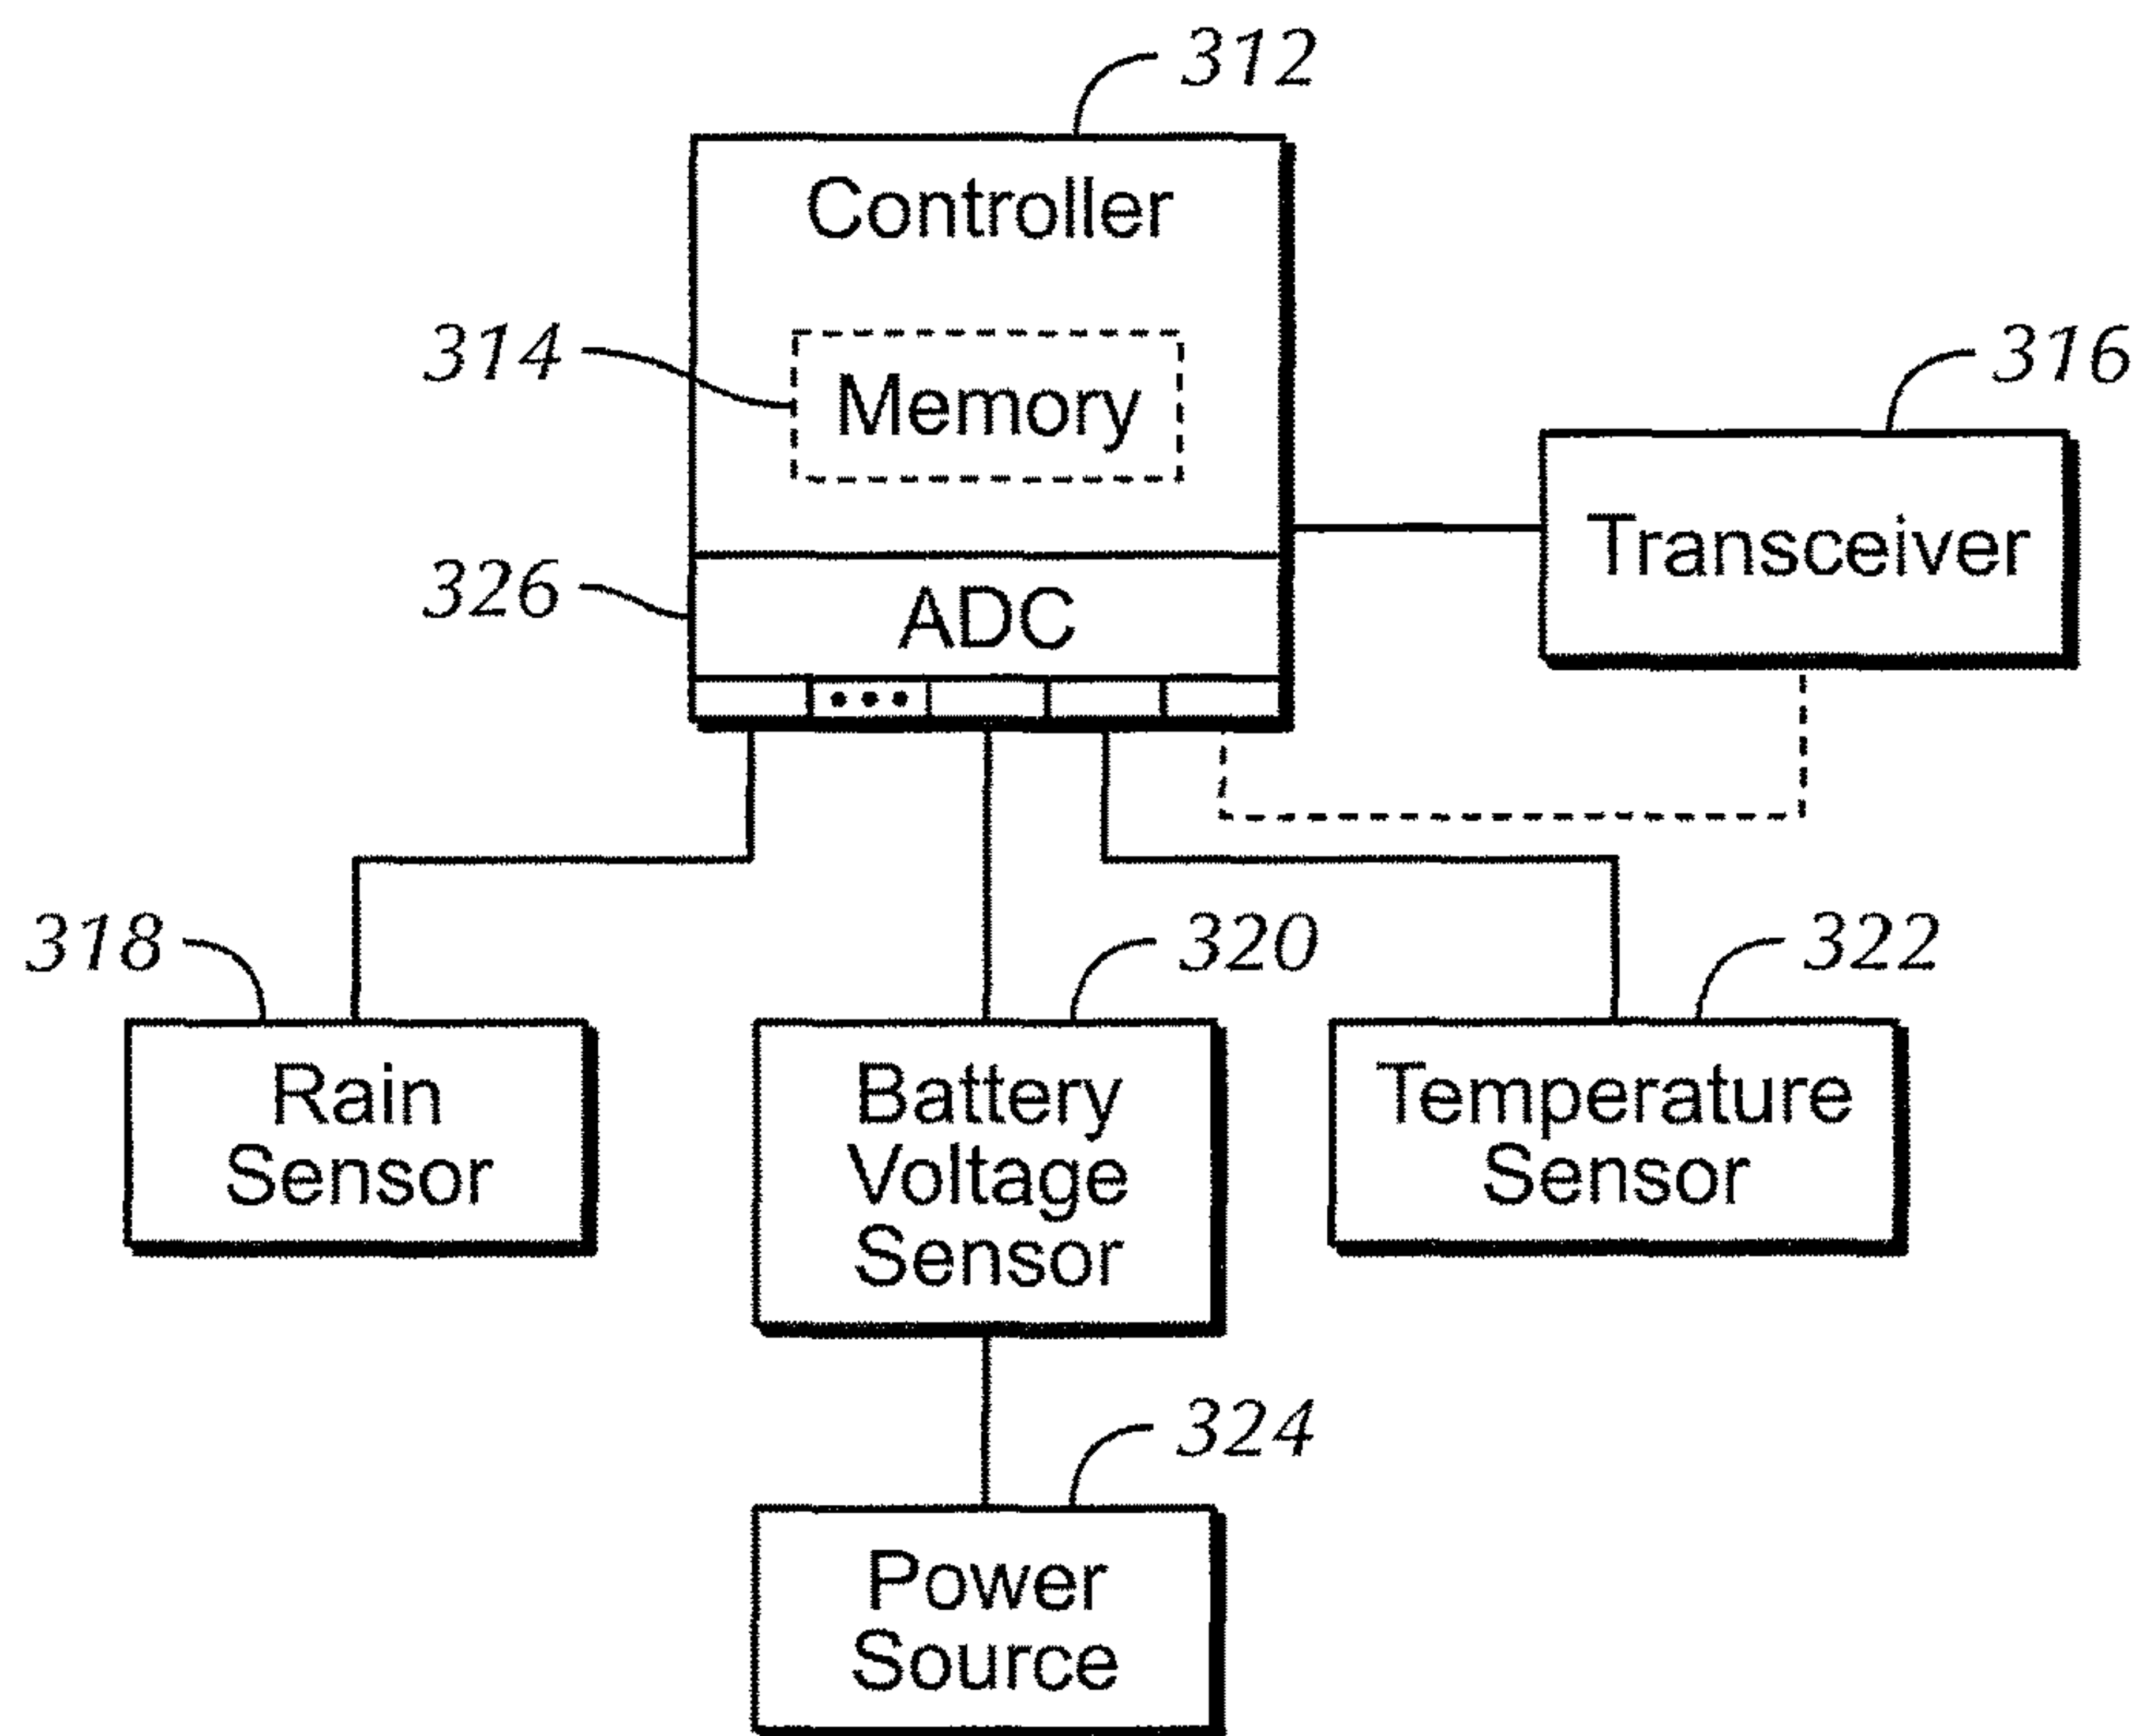 312
Controller
314
Memory
316
Transceiver
326
ADC
318
320
322
Rain
Sensor
Battery
Voltage
Sensor
Temperature
Sensor
324
Power
Source